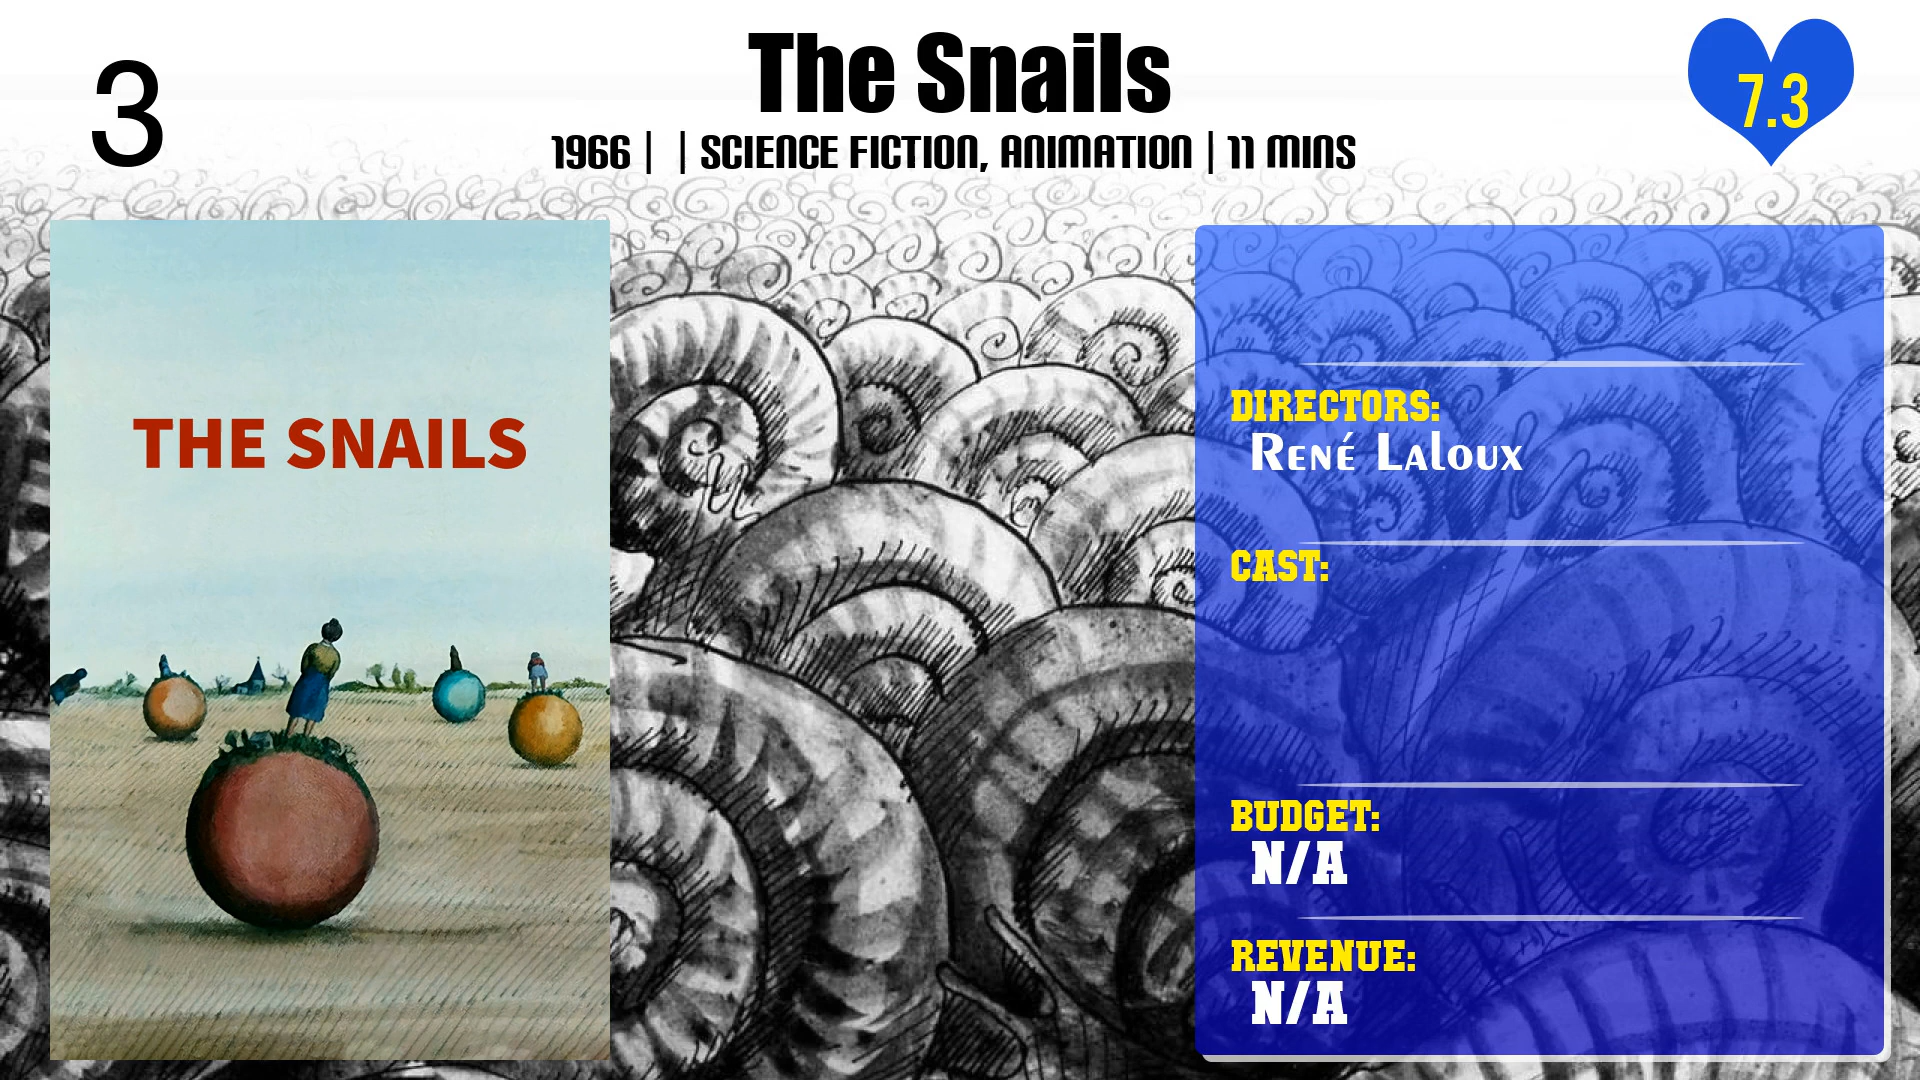 3
The Snails
1966 | | SCIENCE FICTION, ANIMATION | 11 MINS
7.3
THE SNAILS
DIRECTORS:
René Laloux
CAST:
BUDGET:
N/A
REVENUE:
N/A